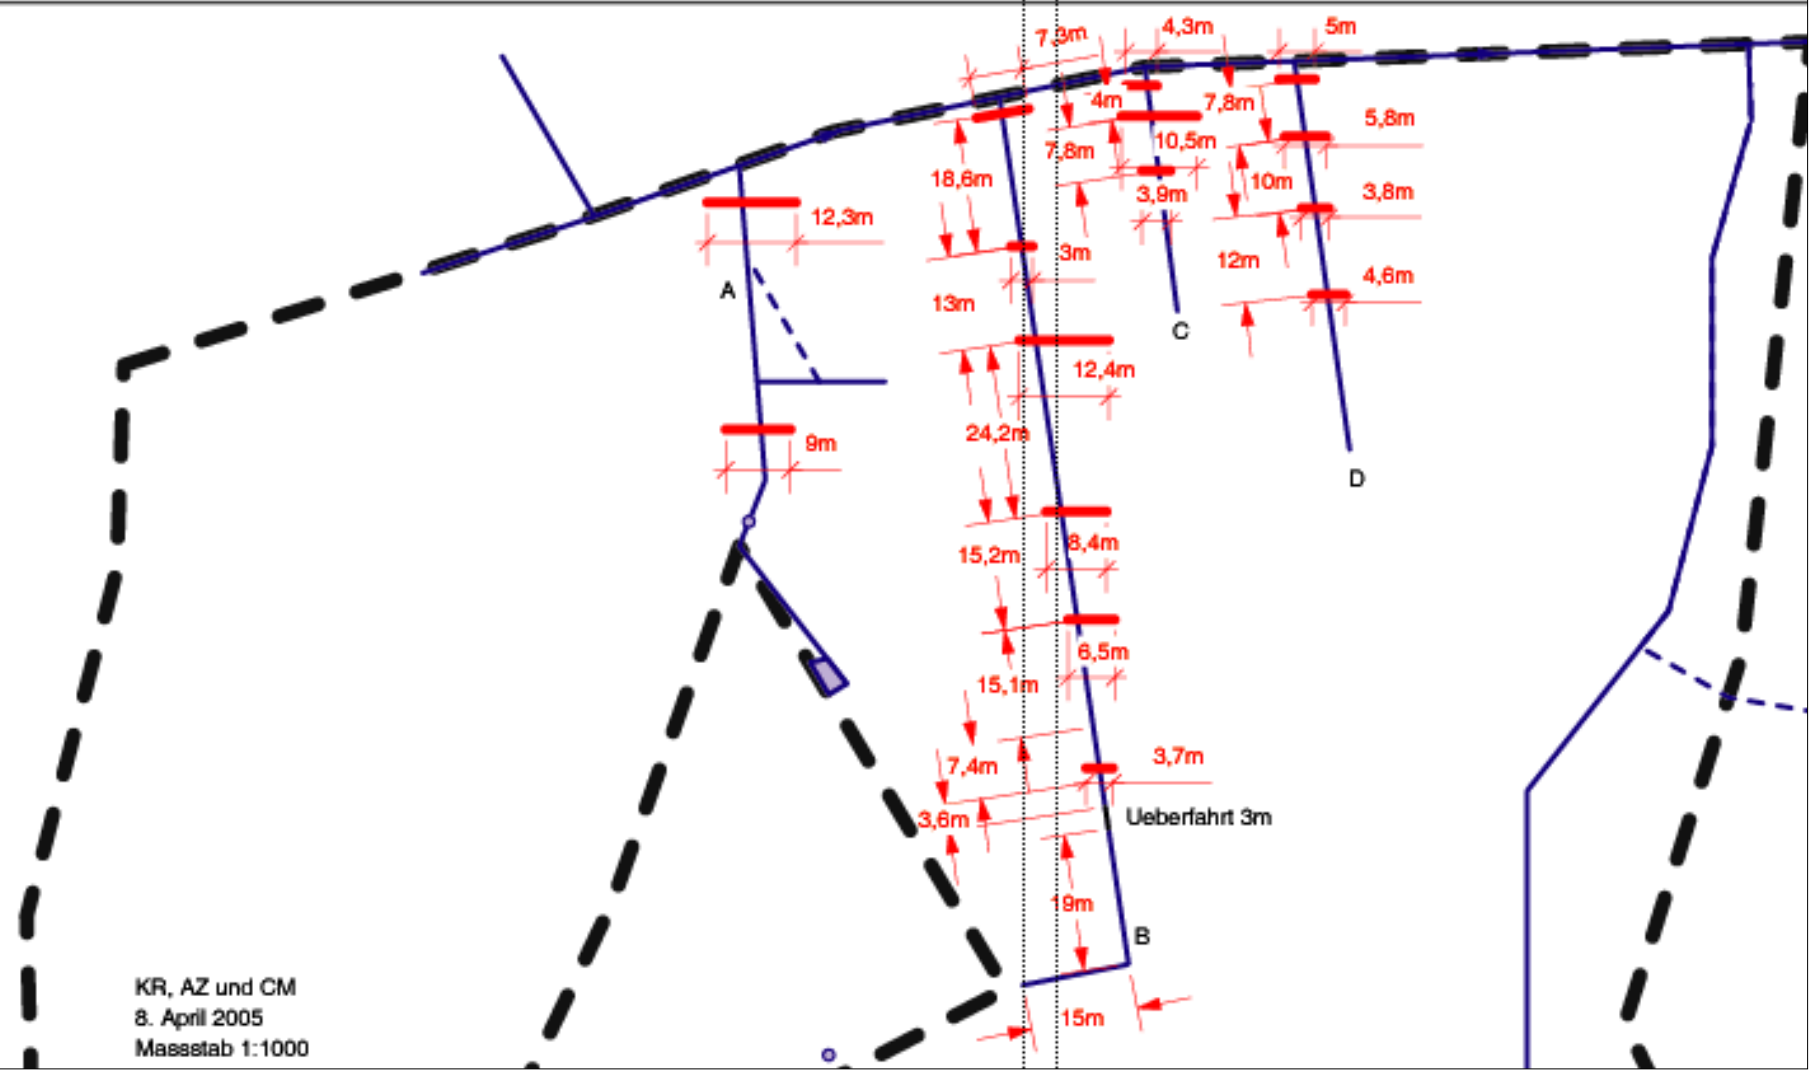 7,3m
4,3m
5m
4m
7,8m
5,8m
12,3m
18,6m
7,8m
10,5m
10m
3,8m
3,9m
A
3m
12m
4,6m
13m
C
12,4m
9m
24,2m
D
15,2m
8,4m
6,5m
15,1m
7,4m
3,7m
3,6m
Ueberfahrt 3m
19m
B
15m
KR, AZ und CM
8. April 2005
Massstab 1:1000